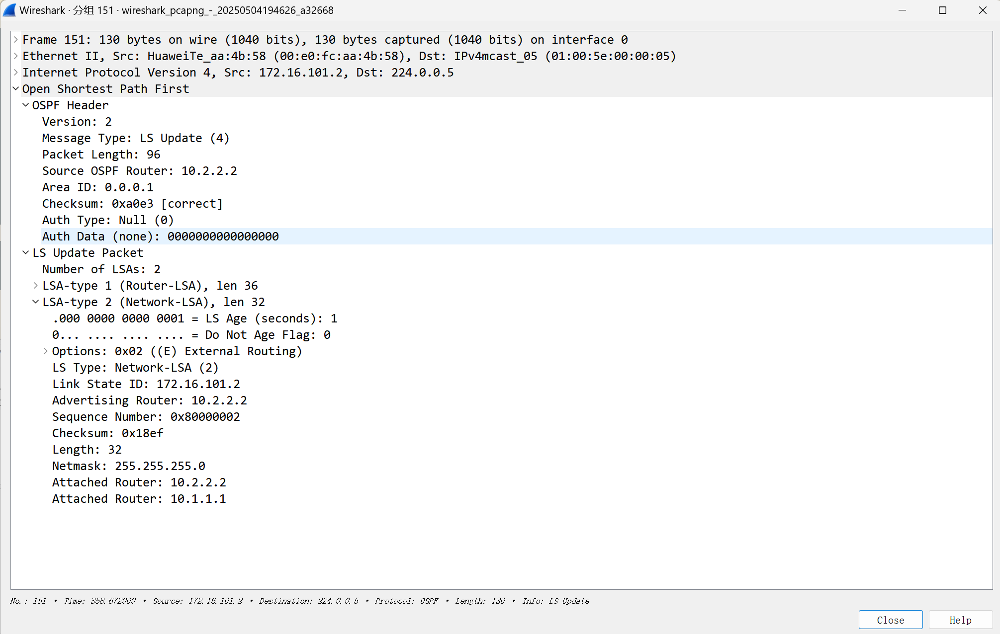 Wireshark · 分组 151 · wireshark_pcapng_-_20250504194626_a32668
Frame 151: 130 bytes on wire (1040 bits), 130 bytes captured (1040 bits) on interface 0
Ethernet II, Src: HuaweiTe_aa:4b:58 (00:e0:fc:aa:4b:58), Dst: IPv4mcast_05 (01:00:5e:00:00:05)
Internet Protocol Version 4, Src: 172.16.101.2, Dst: 224.0.0.5
Open Shortest Path First
OSPF Header
Version: 2
Message Type: LS Update (4)
Packet Length: 96
Source OSPF Router: 10.2.2.2
Area ID: 0.0.0.1
Checksum: 0xa0e3 [correct]
Auth Type: Null (0)
Auth Data (none): 0000000000000000
LS Update Packet
Number of LSAs: 2
LSA-type 1 (Router-LSA), len 36
LSA-type 2 (Network-LSA), len 32
.000 0000 0000 0001 = LS Age (seconds): 1
0... .... .... .... = Do Not Age Flag: 0
Options: 0x02 ((E) External Routing)
LS Type: Network-LSA (2)
Link State ID: 172.16.101.2
Advertising Router: 10.2.2.2
Sequence Number: 0x80000002
Checksum: 0x18ef
Length: 32
Netmask: 255.255.255.0
Attached Router: 10.2.2.2
Attached Router: 10.1.1.1
No.: 151 · Time: 358.672000 · Source: 172.16.101.2 · Destination: 224.0.0.5 · Protocol: OSPF · Length: 130 · Info: LS Update
Close
Help